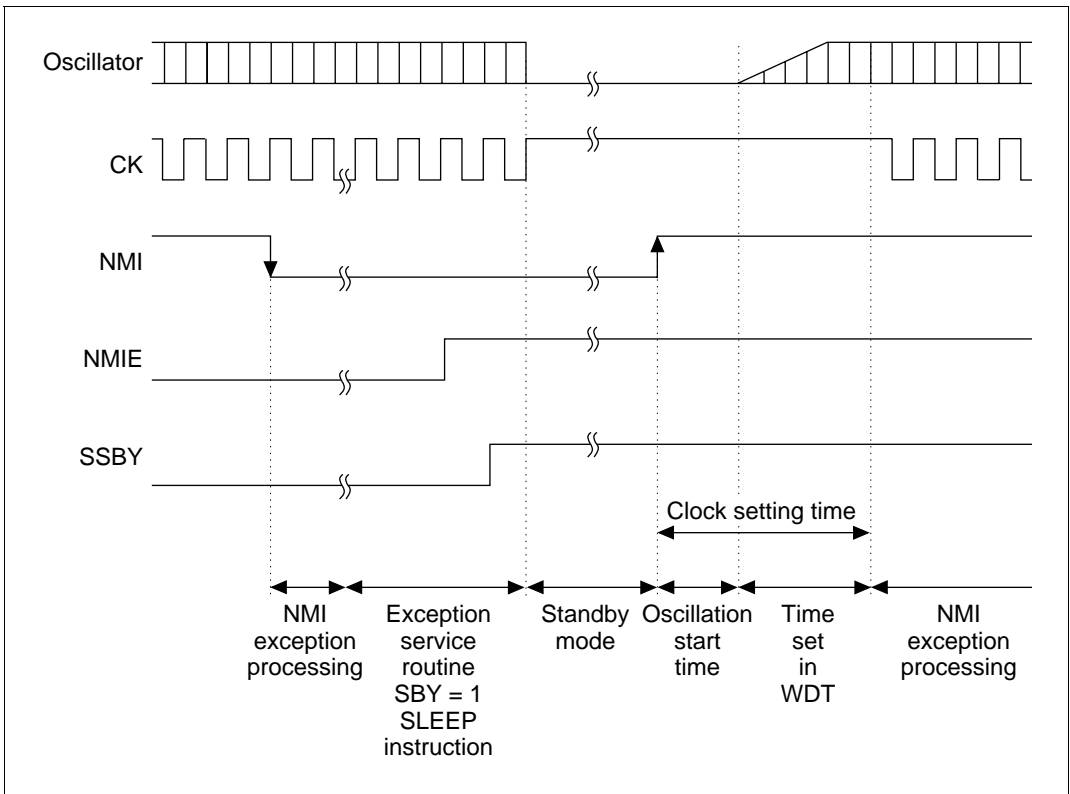 Oscillator
CK
NMI
NMIE
SSBY
Clock setting time
NMI
exception
processing
Exception
service
routine
SBY = 1
SLEEP
instruction
Standby
mode
Oscillation
start
time
Time
set
in
WDT
NMI
exception
processing